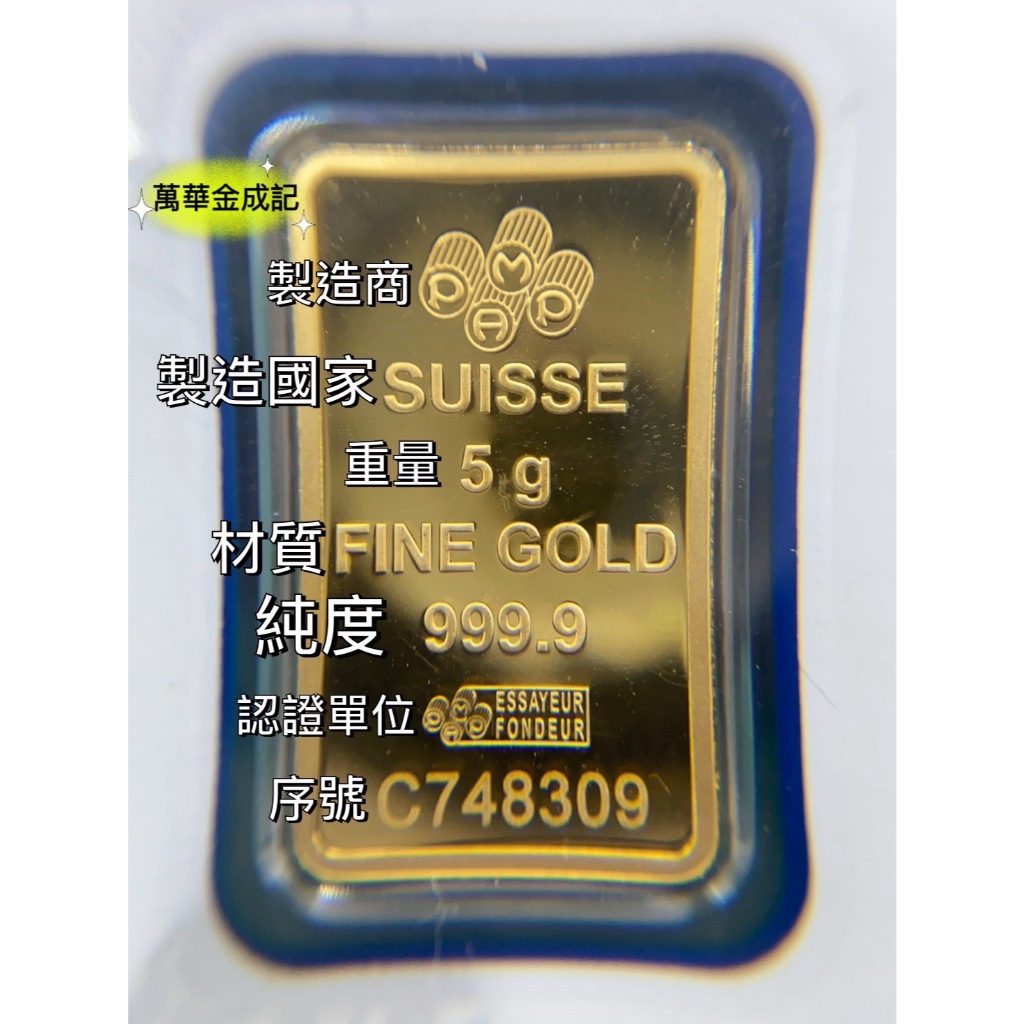 萬華金成記
製造商 PAMP
製造國家 SUISSE
重量 5 g
材質 FINE GOLD
純度 999.9
認證單位 PAMP ESSAYEUR
FONDEUR
序號 C748309